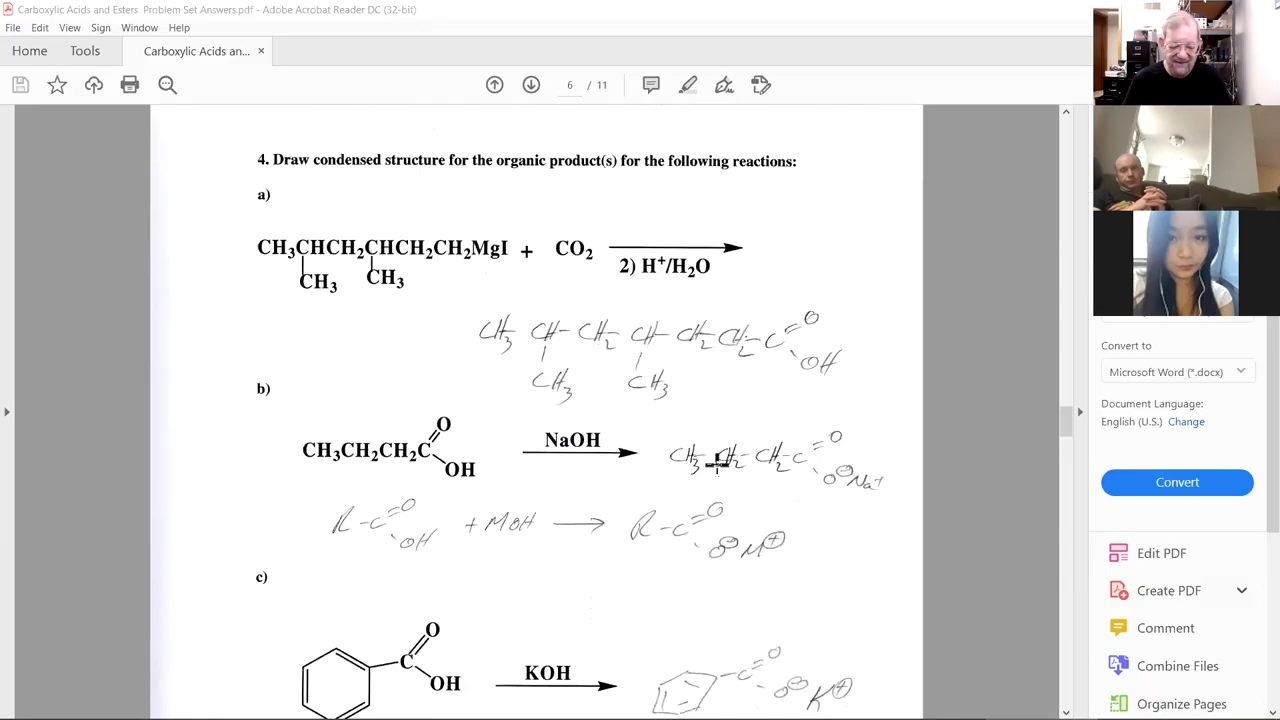 Carboxylic Acids and Esters Problem Set Answers.pdf - Adobe Acrobat Reader DC (32-bit)
File Edit View Sign Window Help
Home Tools Carboxylic Acids an... ×
6 / 11
4. Draw condensed structure for the organic product(s) for the following reactions:
a)
CH₃CHCH₂CHCH₂CH₂MgI + CO₂
2) H⁺/H₂O
CH₃ CH₃
CH₃ CH- CH₂- CH- CH₂ CH₂- C=O
OH
CH₃ CH₃
b)
CH₃CH₂CH₂C O
OH
NaOH
CH₃- CH₂- CH₂- C=O
O⊖ Na⁺
R-C=O
OH
+ MOH
R-C=O
O⊖ M⊕
c)
O
C
OH
KOH
C=O
O⊖ K⊕
Convert to
Microsoft Word (*.docx)
Document Language:
English (U.S.) Change
Convert
Edit PDF
Create PDF
Comment
Combine Files
Organize Pages